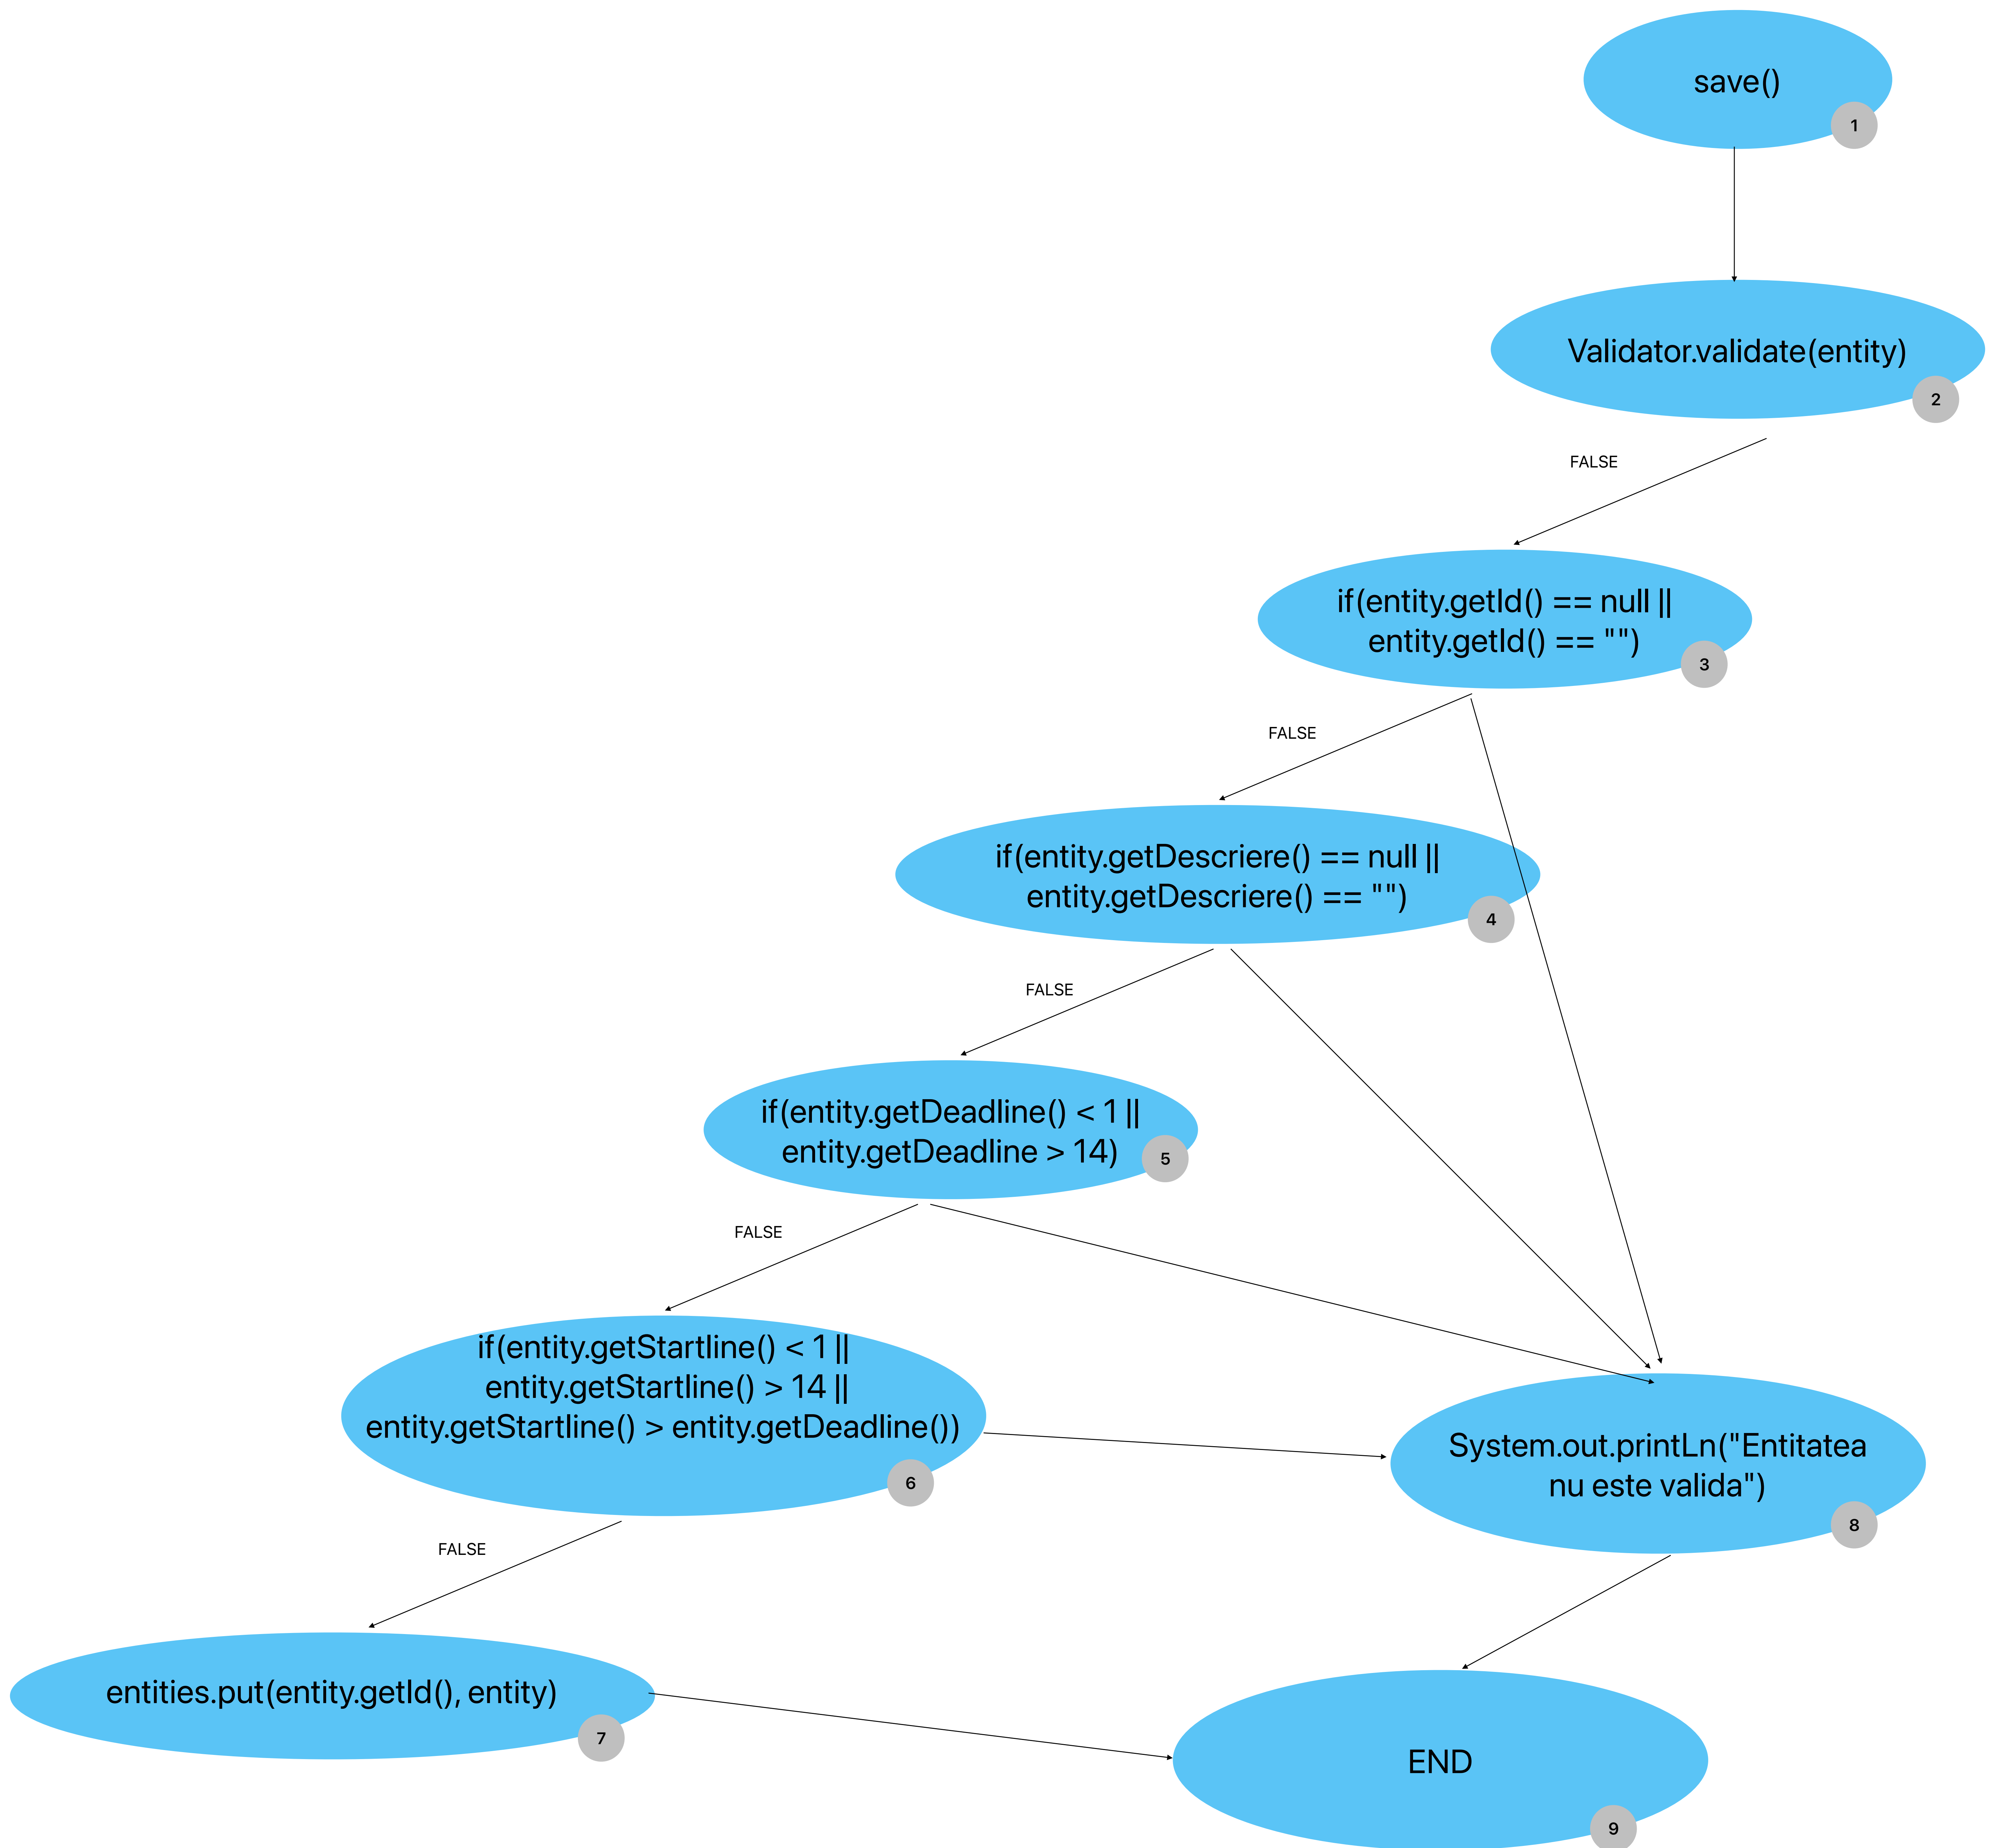 save()
1
Validator.validate(entity)
2
FALSE
if(entity.getId() == null ||
entity.getId() == "")
3
FALSE
if(entity.getDescriere() == null ||
entity.getDescriere() == "")
4
FALSE
if(entity.getDeadline() < 1 ||
entity.getDeadline > 14)
5
FALSE
if(entity.getStartline() < 1 ||
entity.getStartline() > 14 ||
entity.getStartline() > entity.getDeadline())
6
System.out.printLn("Entitatea
nu este valida")
8
FALSE
entities.put(entity.getId(), entity)
7
END
9